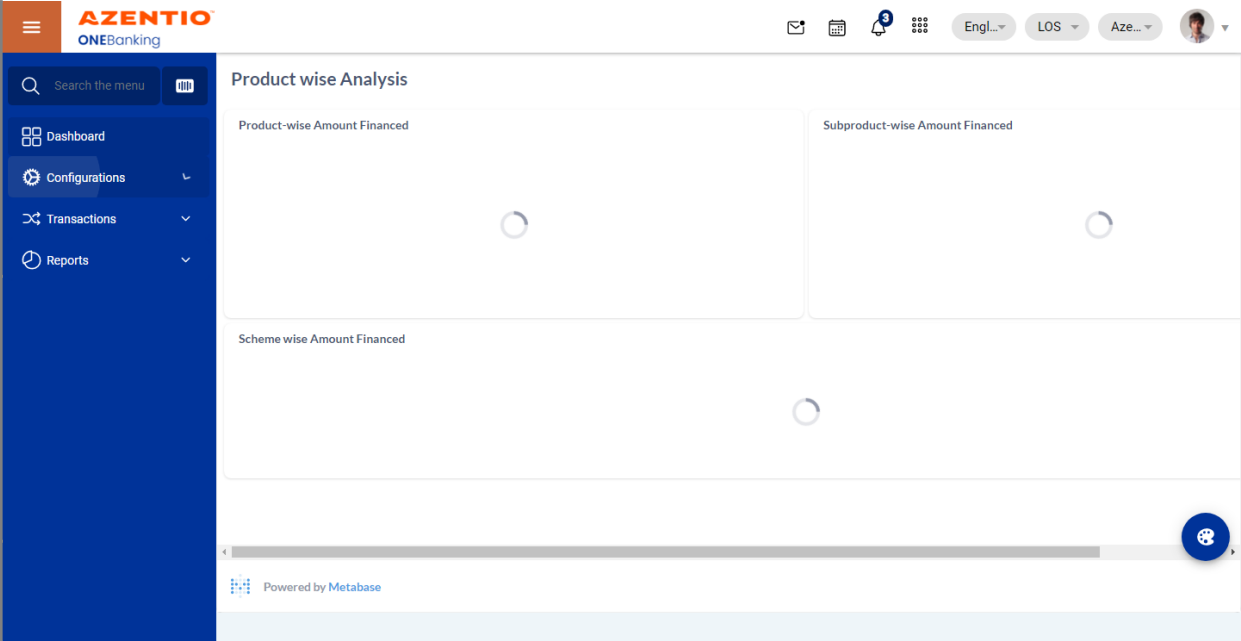 AZENTIO
ONEBanking
3
Engl...
LOS
Aze...
Search the menu
Dashboard
Configurations
Transactions
Reports
Product wise Analysis
Product-wise Amount Financed
Subproduct-wise Amount Financed
Scheme wise Amount Financed
Powered by Metabase